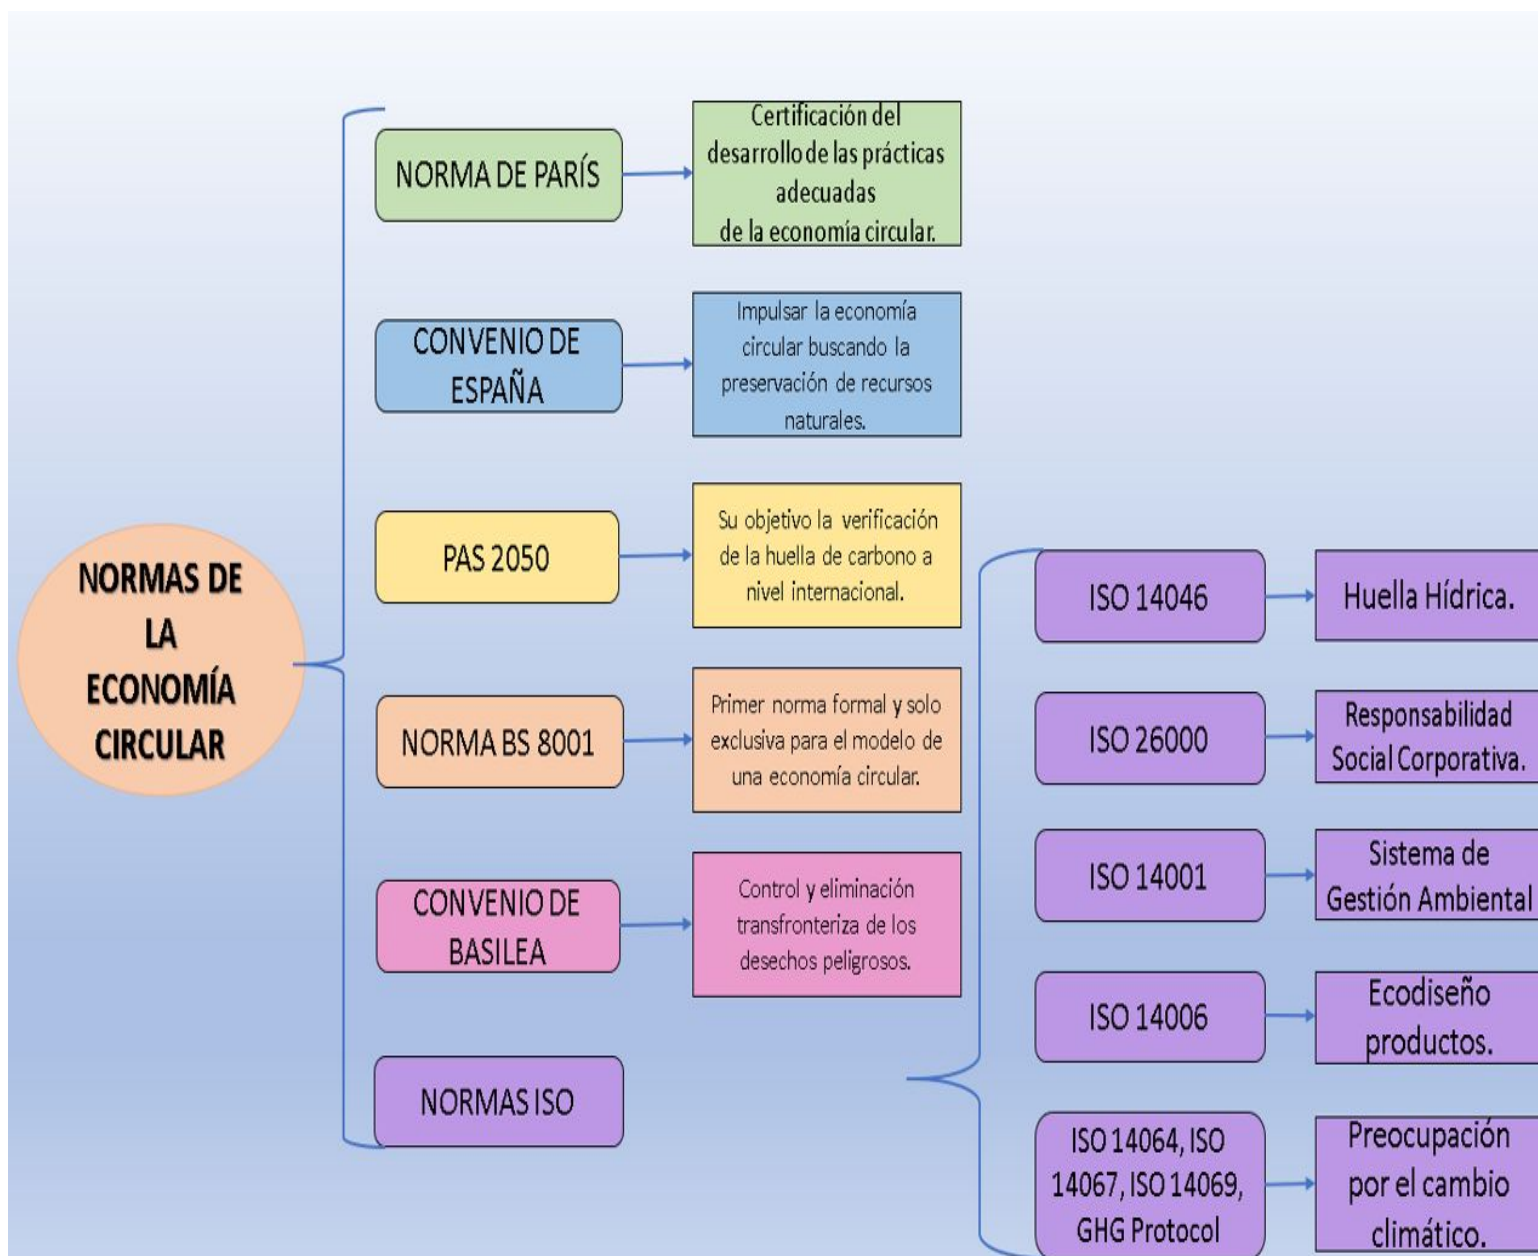 NORMAS DE
LA
ECONOMÍA
CIRCULAR
NORMA DE PARÍS
Certificación del
desarrollo de las prácticas
adecuadas
de la economía circular.
CONVENIO DE
ESPAÑA
Impulsar la economía
circular buscando la
preservación de recursos
naturales.
PAS 2050
Su objetivo la verificación
de la huella de carbono a
nivel internacional.
NORMA BS 8001
Primer norma formal y solo
exclusiva para el modelo de
una economía circular.
CONVENIO DE
BASILEA
Control y eliminación
transfronteriza de los
desechos peligrosos.
NORMAS ISO
ISO 14046
Huella Hídrica.
ISO 26000
Responsabilidad
Social Corporativa.
ISO 14001
Sistema de
Gestión Ambiental
ISO 14006
Ecodiseño
productos.
ISO 14064, ISO
14067, ISO 14069,
GHG Protocol
Preocupación
por el cambio
climático.